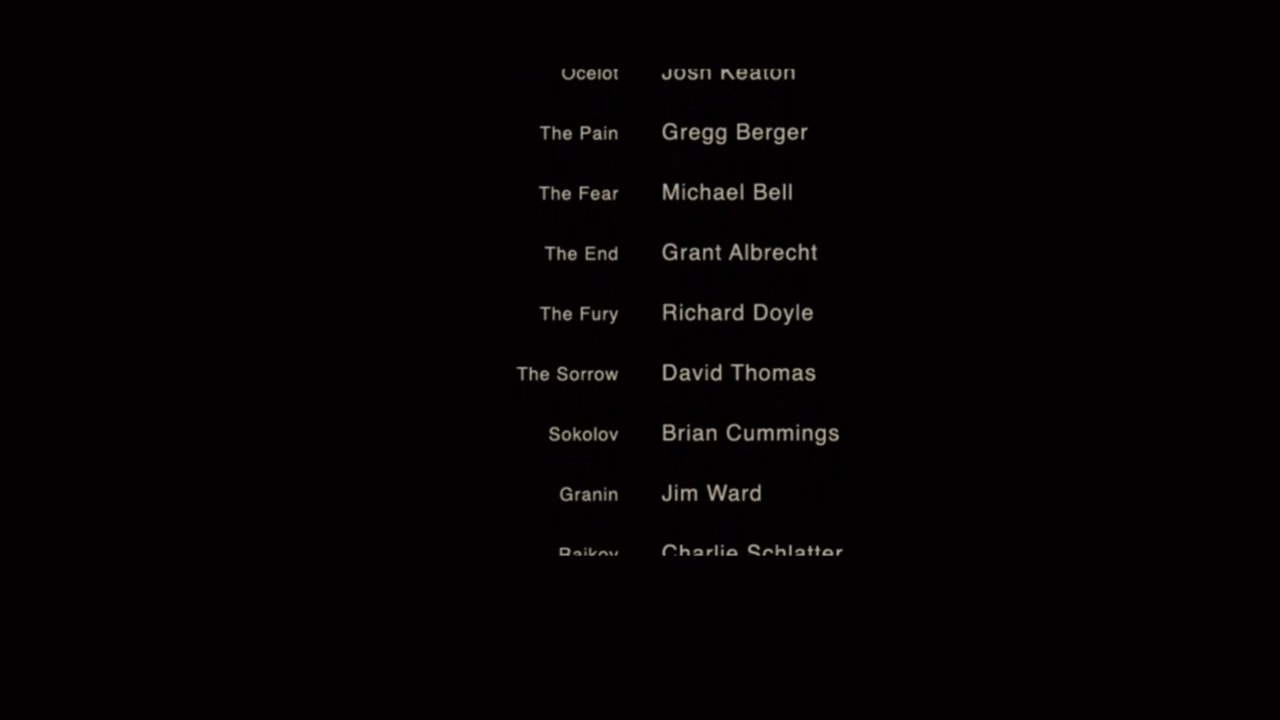 Ocelot Josh Keaton
The Pain Gregg Berger
The Fear Michael Bell
The End Grant Albrecht
The Fury Richard Doyle
The Sorrow David Thomas
Sokolov Brian Cummings
Granin Jim Ward
Raikov Charlie Schlatter